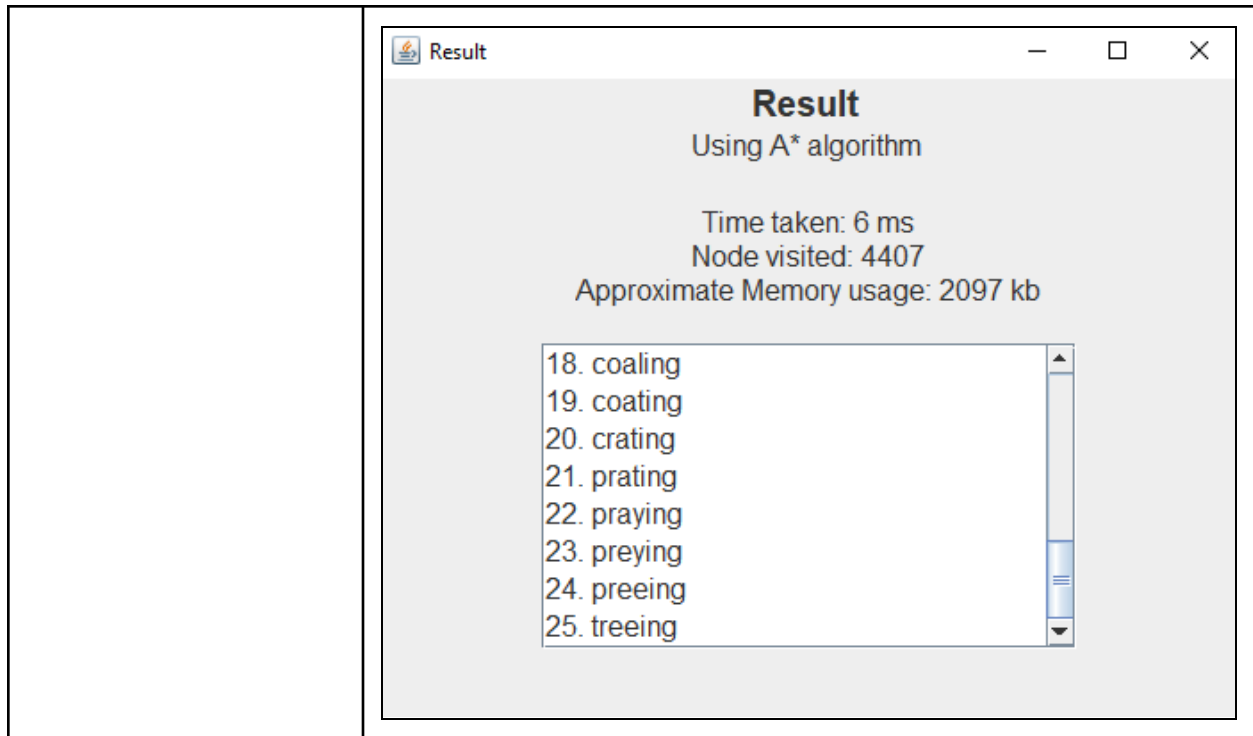 Result
Result
Using A* algorithm
Time taken: 6 ms
Node visited: 4407
Approximate Memory usage: 2097 kb
18. coaling
19. coating
20. crating
21. prating
22. praying
23. preying
24. preeing
25. treeing